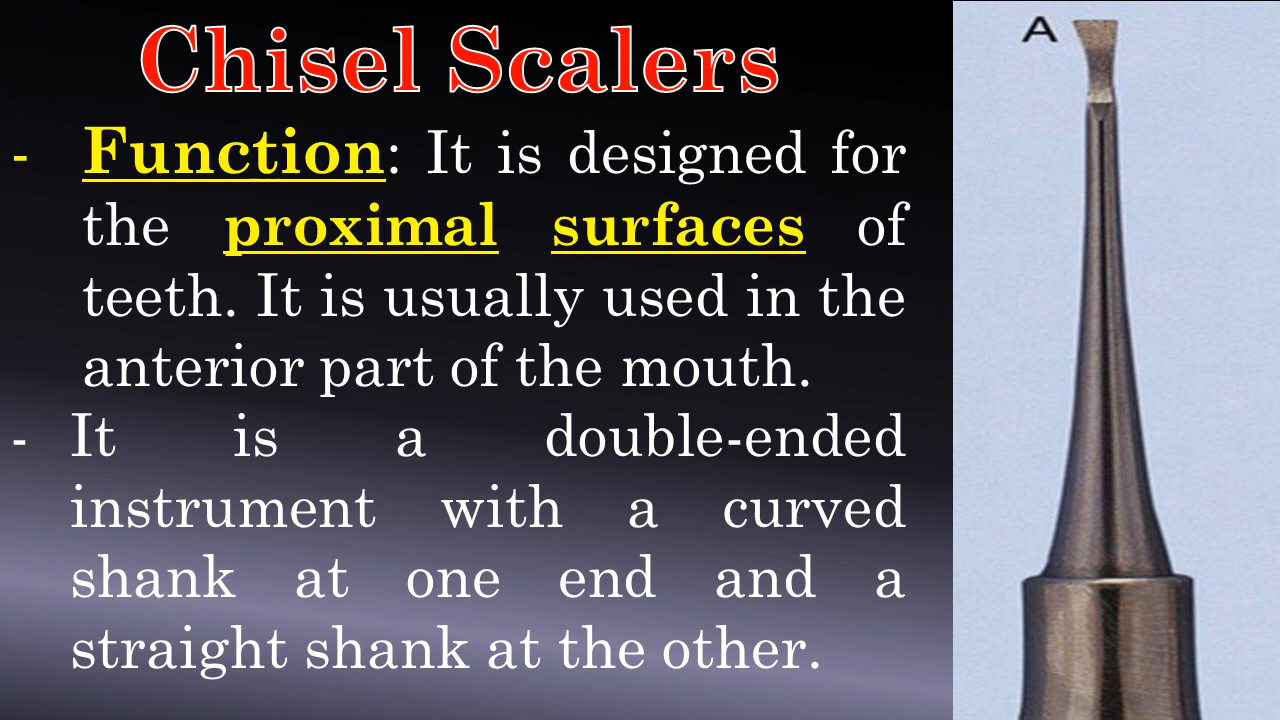 Chisel Scalers
- Function: It is designed for
the proximal surfaces of
teeth. It is usually used in the
anterior part of the mouth.
- It is a double-ended
instrument with a curved
shank at one end and a
straight shank at the other.
A